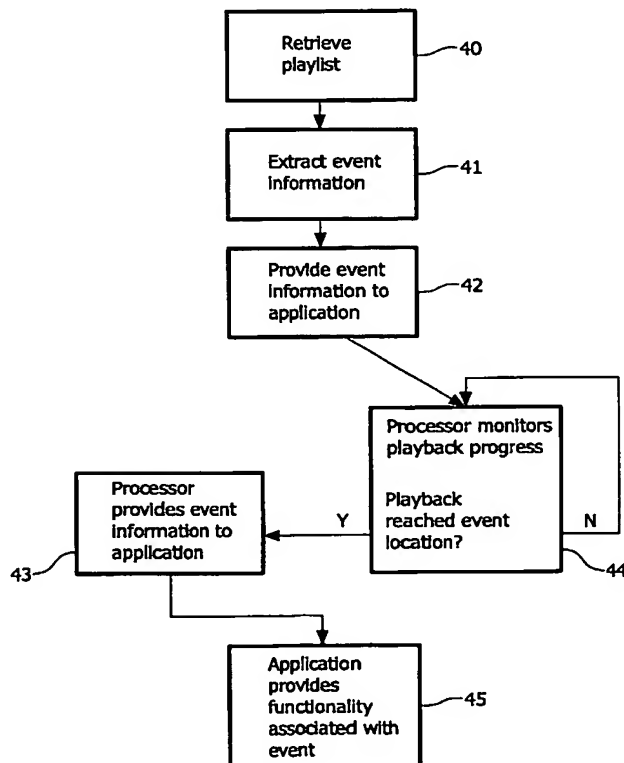 Retrieve
playlist
40
Extract event
information
41
Provide event
information to
application
42
Processor monitors
playback progress
Playback
reached event
location?
N
Y
44
Processor
provides event
information to
application
43
Application
provides
functionality
associated with
event
45